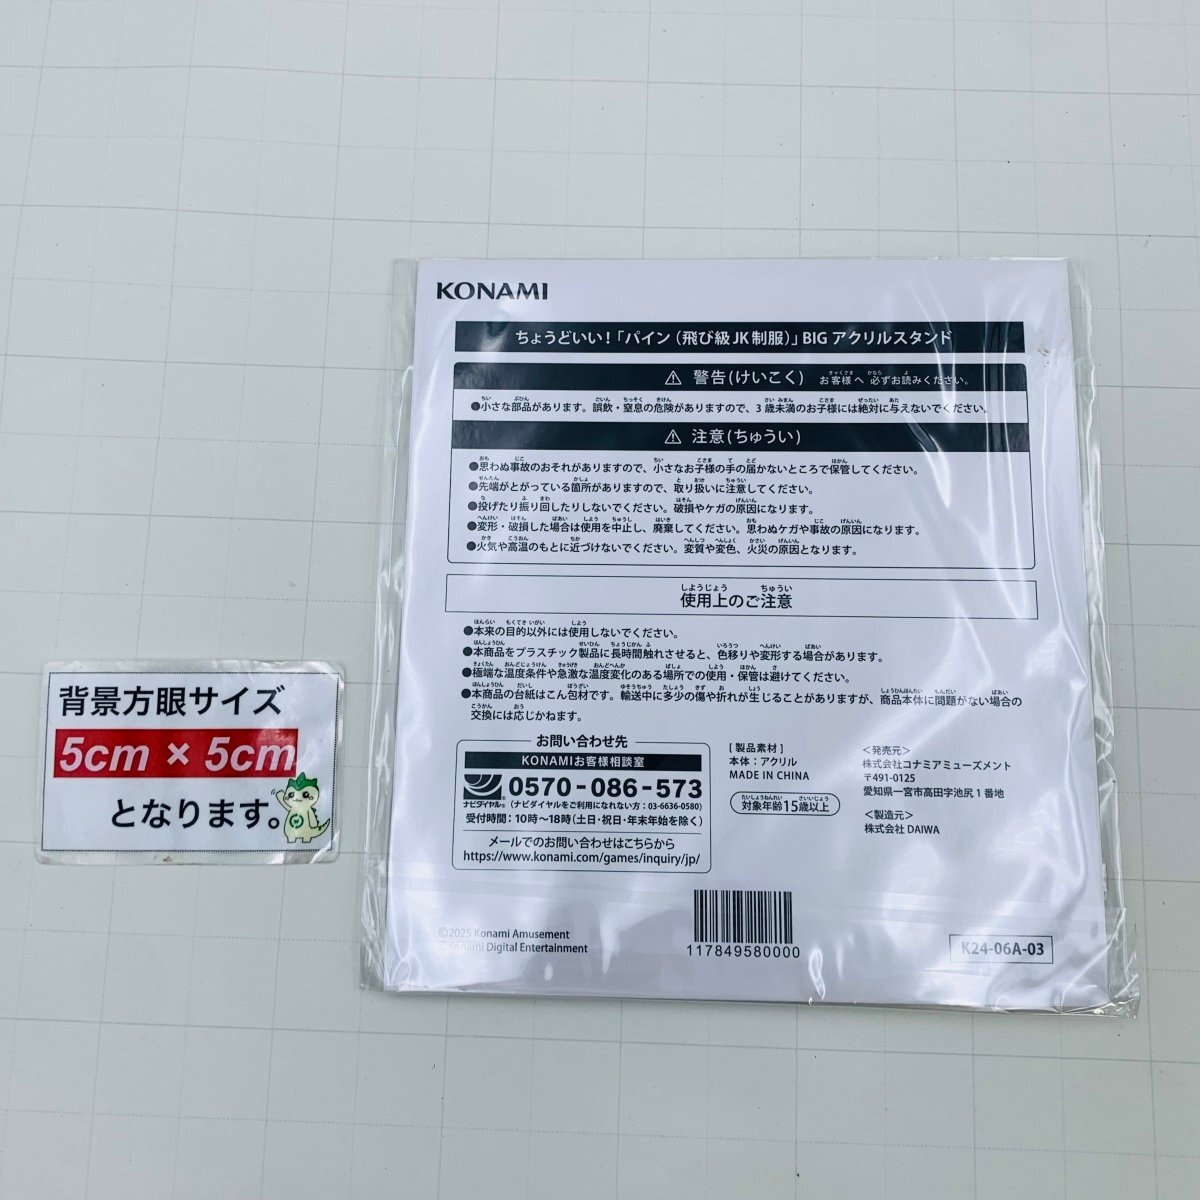 KONAMI
ちょうどいい！「パイン（飛び級JK制服）」BIG アクリルスタンド
⚠ 警告(けいこく) お客様へ 必ずお読みください。
●小さな部品があります。誤飲・窒息の危険がありますので、3歳未満のお子様には絶対に与えないでください。
⚠ 注意(ちゅうい)
●思わぬ事故のおそれがありますので、小さなお子様の手の届かないところで保管してください。
●先端がとがっている箇所がありますので、取り扱いに注意してください。
●投げたり振り回したりしないでください。破損やケガの原因になります。
●変形・破損した場合は使用を中止し、廃棄してください。思わぬケガや事故の原因になります。
●火気や高温のもとに近づけないでください。変質や変色、火災の原因となります。
使用上のご注意
●本来の目的以外には使用しないでください。
●本商品をプラスチック製品に長時間触れさせると、色移りや変形する場合があります。
●極端な温度条件や急激な温度変化のある場所での使用・保管は避けてください。
●本商品の台紙はこん包材です。輸送中に多少の傷や折れが生じることがありますが、商品本体に問題がない場合の
交換には応じかねます。
お問い合わせ先
KONAMIお客様相談室
ナビダイヤル® 0570-086-573
(ナビダイヤルをご利用になれない方：03-6636-0580)
受付時間：10時～18時(土日・祝日・年末年始を除く)
メールでのお問い合わせはこちらから
https://www.konami.com/games/inquiry/jp/
[製品素材]
本体：アクリル
MADE IN CHINA
対象年齢15歳以上
＜発売元＞
株式会社コナミアミューズメント
〒491-0125
愛知県一宮市高田字池尻1番地
＜製造元＞
株式会社 DAIWA
©2025 Konami Amusement
Konami Digital Entertainment
117849580000
K24-06A-03
背景方眼サイズ
5cm × 5cm
となります。